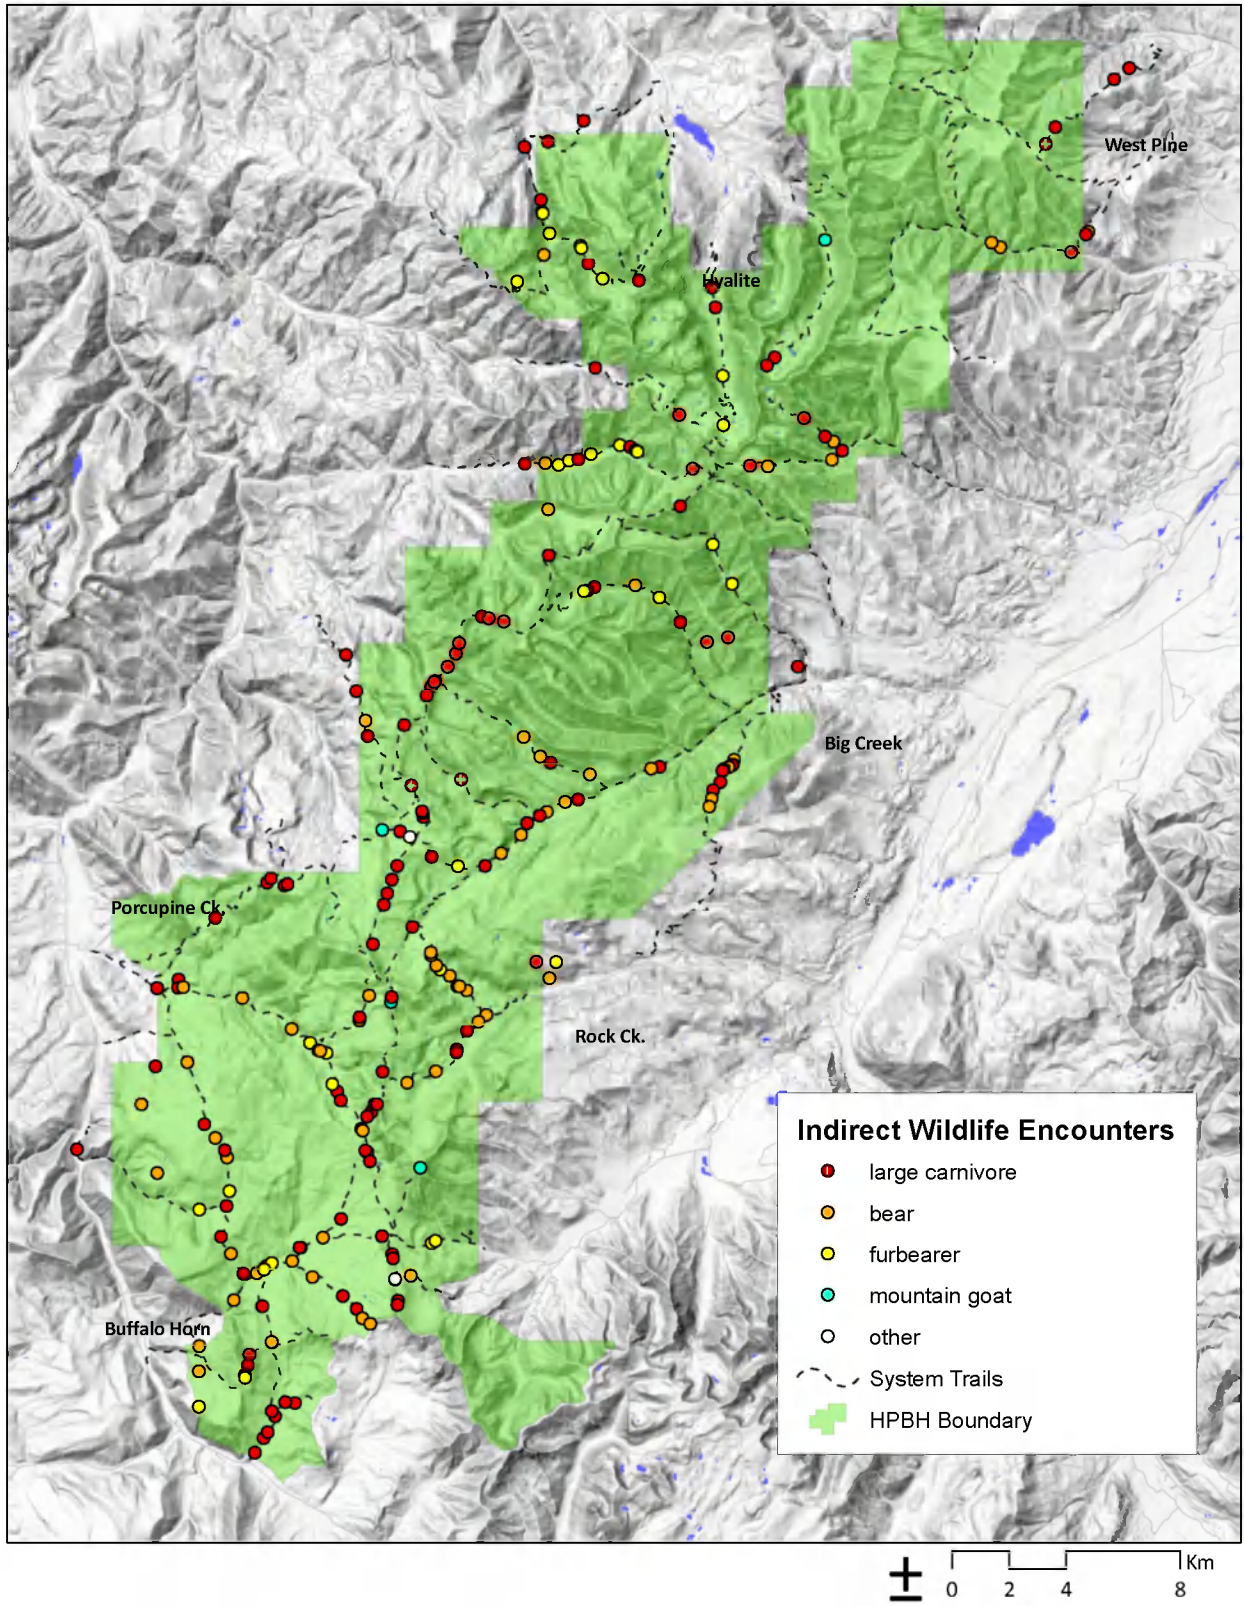 West Pine
Hyalite
Big Creek
Porcupine Ck.
Rock Ck.
Buffalo Horn
Indirect Wildlife Encounters
large carnivore
bear
furbearer
mountain goat
other
System Trails
HPBH Boundary
Km
0 2 4 8